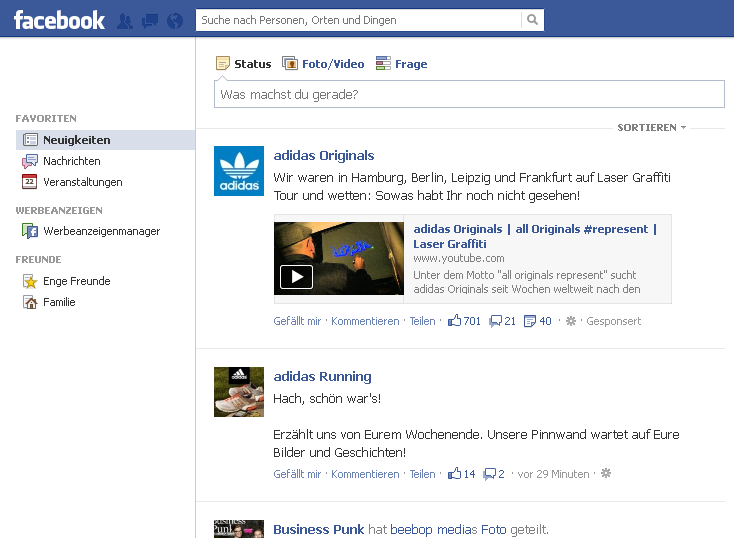 facebook
Suche nach Personen, Orten und Dingen
Status
Foto/Video
Frage
Was machst du gerade?
FAVORITEN
Neuigkeiten
Nachrichten
22
Veranstaltungen
WERBEANZEIGEN
Werbeanzeigenmanager
FREUNDE
Enge Freunde
Familie
SORTIEREN
adidas
adidas Originals
Wir waren in Hamburg, Berlin, Leipzig und Frankfurt auf Laser Graffiti
Tour und wetten: Sowas habt Ihr noch nicht gesehen!
adidas Originals | all Originals #represent |
Laser Graffiti
www.youtube.com
Unter dem Motto "all originals represent" sucht
adidas Originals seit Wochen weltweit nach den
Gefällt mir · Kommentieren · Teilen · 701 21 40 · · Gesponsert
adidas
adidas Running
Hach, schön war's!
Erzählt uns von Eurem Wochenende. Unsere Pinnwand wartet auf Eure
Bilder und Geschichten!
Gefällt mir · Kommentieren · Teilen · 14 2 · vor 29 Minuten ·
Business
Punk
Business Punk hat beebop medias Foto geteilt.